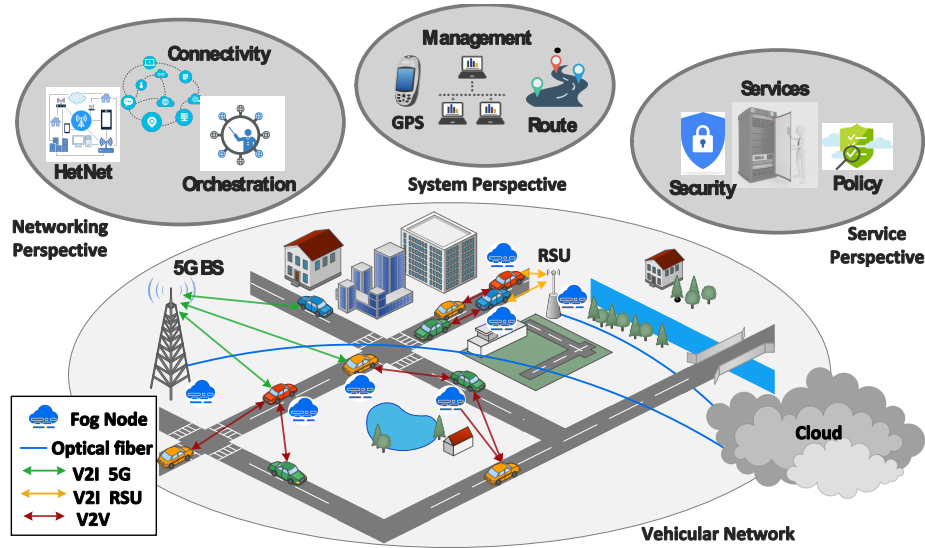 Connectivity
HetNet
Orchestration
Networking
Perspective
Management
GPS
Route
System Perspective
Services
Security
Policy
Service
Perspective
5G BS
RSU
Cloud
Fog Node
Optical fiber
V2I 5G
V2I RSU
V2V
Vehicular Network